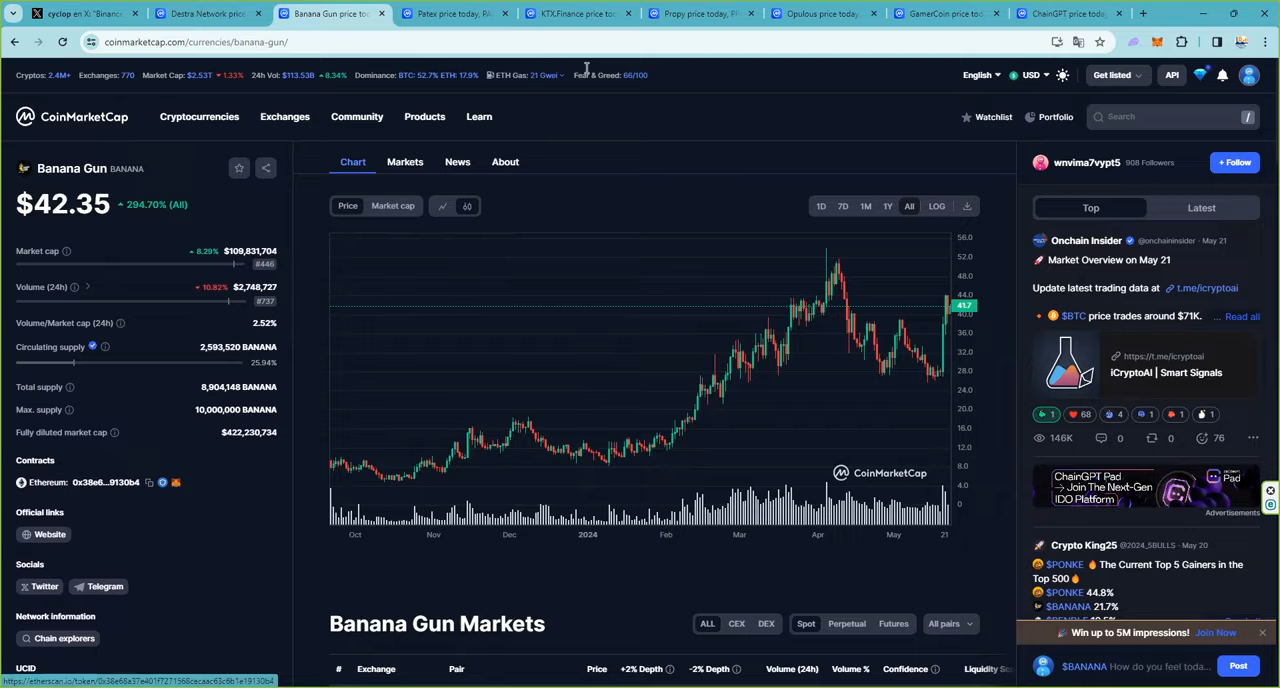 cyclop en X: "Binance
Destra Network price
Banana Gun price to
Patex price today, PA
KTX.Finance price to
Propy price today, P
Opulous price today,
GamerCoin price to
ChainGPT price toda
coinmarketcap.com/currencies/banana-gun/
Cryptos: 2.4M+ Exchanges: 770 Market Cap: $2.53T 1.33% 24h Vol: $113.53B 8.34% Dominance: BTC: 52.7% ETH: 17.9% ETH Gas: 21 Gwei Fear & Greed: 66/100
English USD Get listed API
CoinMarketCap
Cryptocurrencies Exchanges Community Products Learn
Watchlist Portfolio Search /
Banana Gun BANANA
$42.35 294.70% (All)
Market cap 8.29% $109,831,704
#446
Volume (24h) 10.82% $2,748,727
#737
Volume/Market cap (24h) 2.52%
Circulating supply 2,593,520 BANANA
25.94%
Total supply 8,904,148 BANANA
Max. supply 10,000,000 BANANA
Fully diluted market cap $422,230,734
Contracts
Ethereum: 0x38e6...9130b4
Official links
Website
Socials
Twitter Telegram
Network information
Chain explorers
UCID
https://etherscan.io/token/0x38e68a37e401f7271568cecaac63c6b1e19130b4
Chart Markets News About
Price Market cap
1D 7D 1M 1Y All LOG
56.0
52.0
48.0
44.0
41.7
40.0
36.0
32.0
28.0
24.0
20.0
16.0
12.0
8.0
4.0
0
CoinMarketCap
Oct Nov Dec 2024 Feb Mar Apr May 21
Banana Gun Markets
ALL CEX DEX Spot Perpetual Futures All pairs
# Exchange Pair Price +2% Depth -2% Depth Volume (24h) Volume % Confidence Liquidity Sc
wnvima7vypt5 908 Followers + Follow
Top Latest
Onchain Insider @onchaininsider · May 21
Market Overview on May 21
Update latest trading data at t.me/icryptoai
$BTC price trades around $71K. ... Read all
https://t.me/icryptoai
iCryptoAI | Smart Signals
1 68 4 1 1 1
146K 0 0 76
ChainGPT Pad
→ Join The Next-Gen
IDO Platform
Pad
Advertisements
Crypto King25 @2024_5BULLS · May 20
$PONKE The Current Top 5 Gainers in the
Top 500
$PONKE 44.8%
$BANANA 21.7%
Win up to 5M impressions! Join Now
$BANANA How do you feel toda... Post